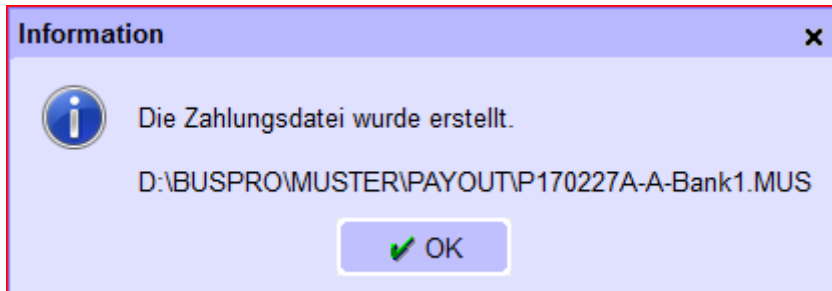 Information
Die Zahlungsdatei wurde erstellt.
D:\BUSPRO\MUSTER\PAYOUT\P170227A-A-Bank1.MUS
OK